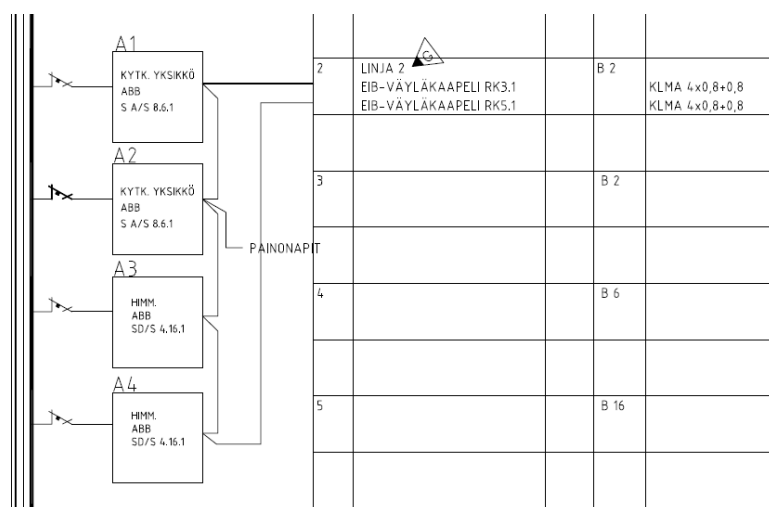 A1
KYTK. YKSIKKÖ
ABB
S A/S 8.6.1
A2
KYTK. YKSIKKÖ
ABB
S A/S 8.6.1
PAINONAPIT
A3
HIMM.
ABB
SD/S 4.16.1
A4
HIMM.
ABB
SD/S 4.16.1
G
2 LINJA 2 B 2
EIB-VÄYLÄKAAPELI RK3.1 KLMA 4x0,8+0,8
EIB-VÄYLÄKAAPELI RK5.1 KLMA 4x0,8+0,8
3 B 2
4 B 6
5 B 16